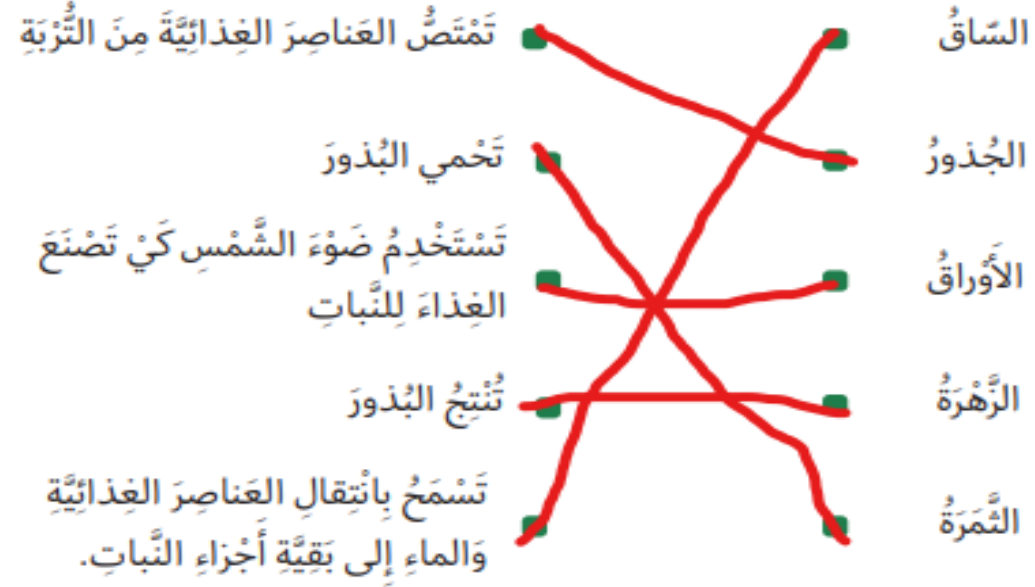 السّاقُ
تَمْتَصُّ العَناصِرَ الغِذائِيَّةَ مِنَ التُّرْبَةِ
الجُذورُ
تَحْمي البُذورَ
الأَوْراقُ
تَسْتَخْدِمُ ضَوْءَ الشَّمْسِ كَيْ تَصْنَعَ
الغِذاءَ لِلنَّباتِ
الزَّهْرَةُ
تُنْتِجُ البُذورَ
الثَّمَرَةُ
تَسْمَحُ بِانْتِقالِ العَناصِرَ الغِذائِيَّةِ
وَالماءِ إِلى بَقِيَّةِ أَجْزاءِ النَّباتِ.